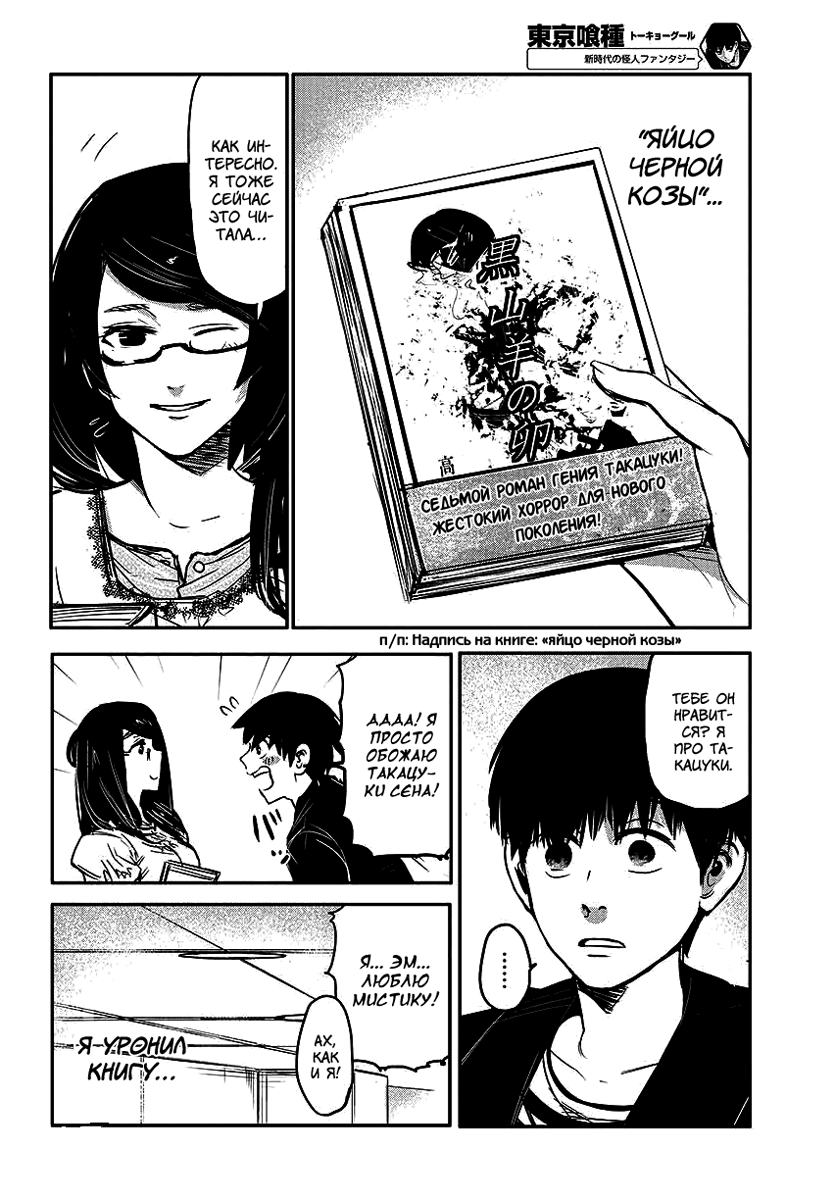 東京喰種 トーキョーグール
新時代の怪人ファンタジー
"ЯЙЦО
ЧЕРНОЙ
КОЗЫ"...
黒山羊の卵
高
СЕДЬМОЙ РОМАН ГЕНИЯ ТАКАЦУКИ!
ЖЕСТОКИЙ ХОРРОР ДЛЯ НОВОГО
ПОКОЛЕНИЯ!
КАК ИН-
ТЕРЕСНО.
Я ТОЖЕ
СЕЙЧАС
ЭТО ЧИ-
ТАЛА...
п/п: Надпись на книге: «яйцо черной козы»
ТЕБЕ ОН
НРАВИТ-
СЯ? Я
ПРО ТА-
КАЦУКИ.
......
ДДДА! Я
ПРОСТО
ОБОЖАЮ
ТАКАЦУ-
КИ СЕНА!
Я... ЭМ...
ЛЮБЛЮ
МИСТИКУ!
АХ,
КАК
И Я!
Я УРОНИЛ
КНИГУ...